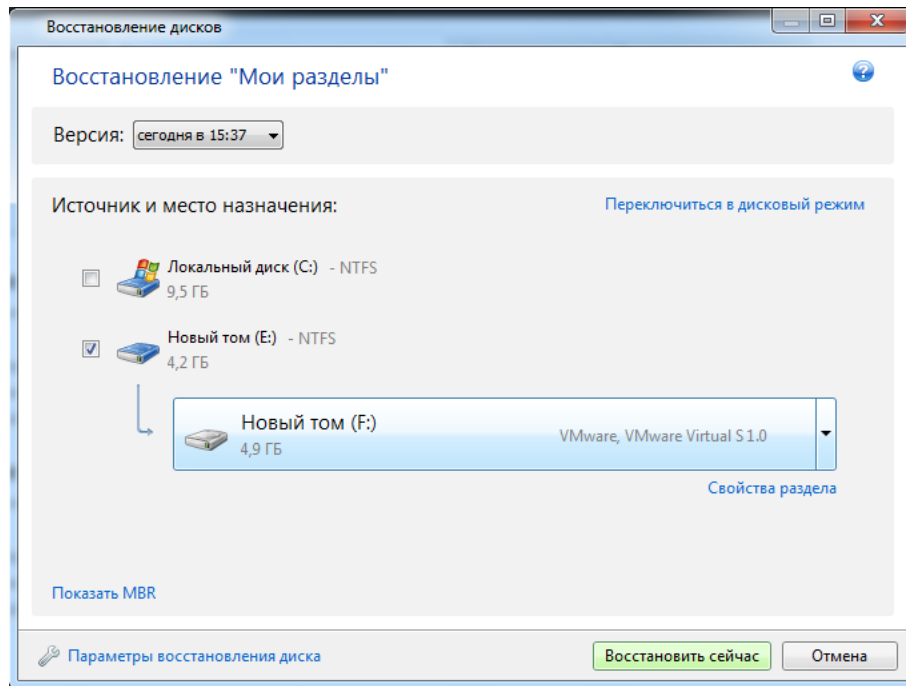 Восстановление дисков
Восстановление "Мои разделы"
Версия: сегодня в 15:37
Источник и место назначения: Переключиться в дисковый режим
Локальный диск (C:) - NTFS
9,5 ГБ
Новый том (E:) - NTFS
4,2 ГБ
Новый том (F:) VMware, VMware Virtual S 1.0
4,9 ГБ
Свойства раздела
Показать MBR
Параметры восстановления диска Восстановить сейчас Отмена